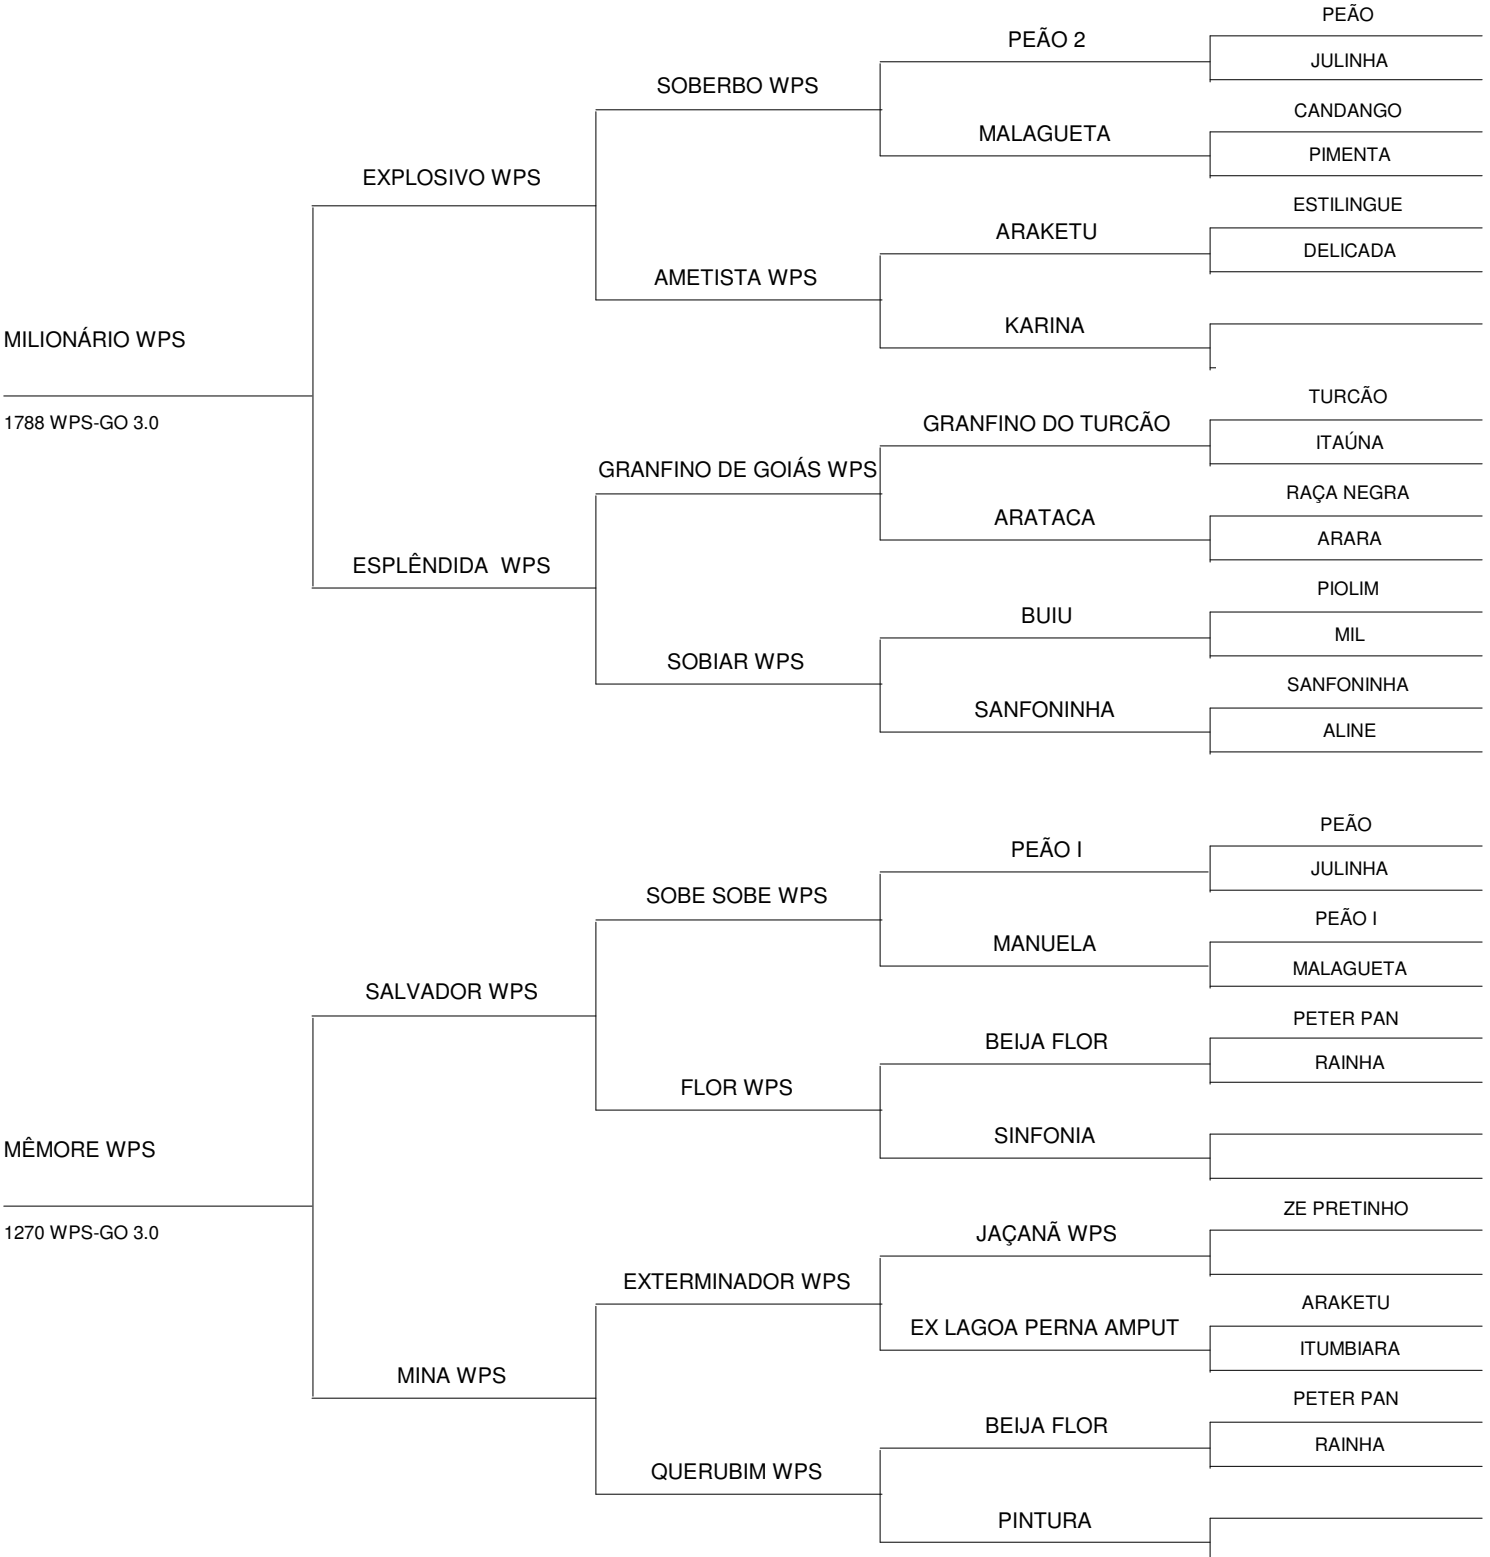 PEÃO
PEÃO 2
JULINHA
SOBERBO WPS
CANDANGO
MALAGUETA
PIMENTA
EXPLOSIVO WPS
ESTILINGUE
ARAKETU
DELICADA
AMETISTA WPS
KARINA
MILIONÁRIO WPS
TURCÃO
1788 WPS-GO 3.0
GRANFINO DO TURCÃO
ITAÚNA
GRANFINO DE GOIÁS WPS
RAÇA NEGRA
ARATACA
ARARA
ESPLÊNDIDA  WPS
PIOLIM
BUIU
MIL
SOBIAR WPS
SANFONINHA
SANFONINHA
ALINE
PEÃO
PEÃO I
JULINHA
SOBE SOBE WPS
PEÃO I
MANUELA
MALAGUETA
SALVADOR WPS
PETER PAN
BEIJA FLOR
RAINHA
FLOR WPS
SINFONIA
MÊMORE WPS
ZE PRETINHO
1270 WPS-GO 3.0
JAÇANÃ WPS
EXTERMINADOR WPS
ARAKETU
EX LAGOA PERNA AMPUT
ITUMBIARA
MINA WPS
PETER PAN
BEIJA FLOR
RAINHA
QUERUBIM WPS
PINTURA